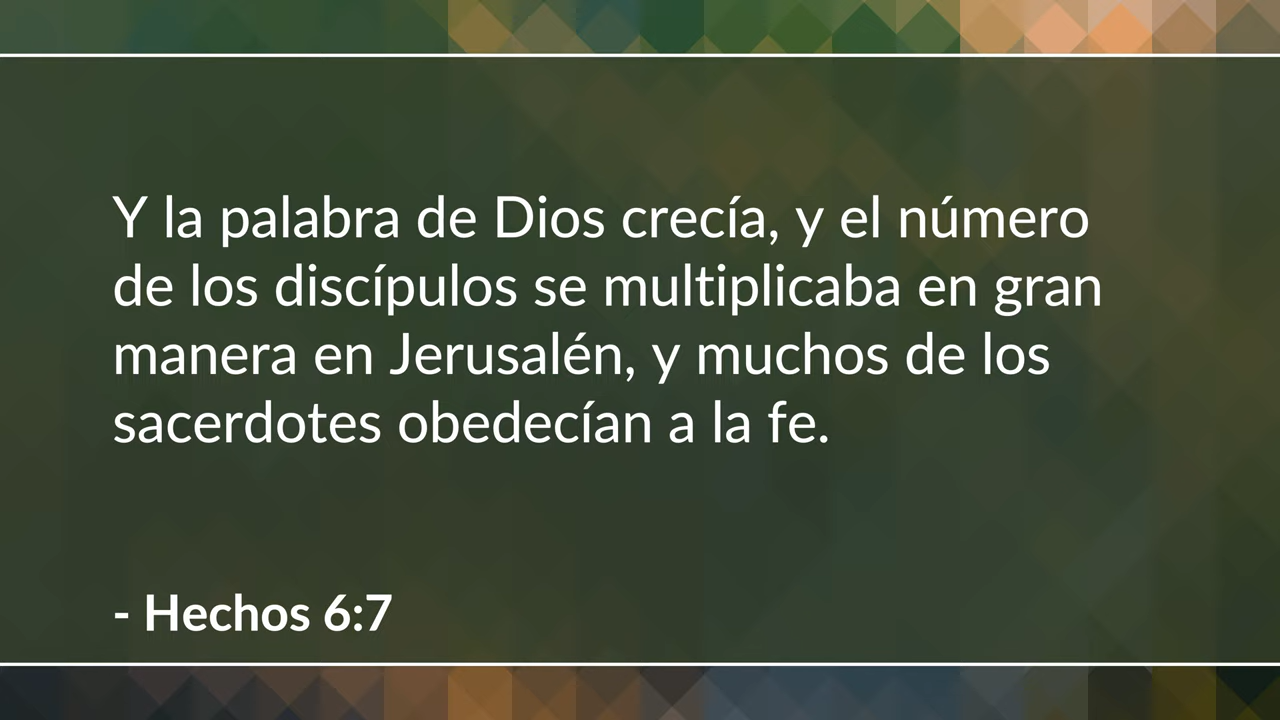 Y la palabra de Dios crecía, y el número
de los discípulos se multiplicaba en gran
manera en Jerusalén, y muchos de los
sacerdotes obedecían a la fe.
- Hechos 6:7